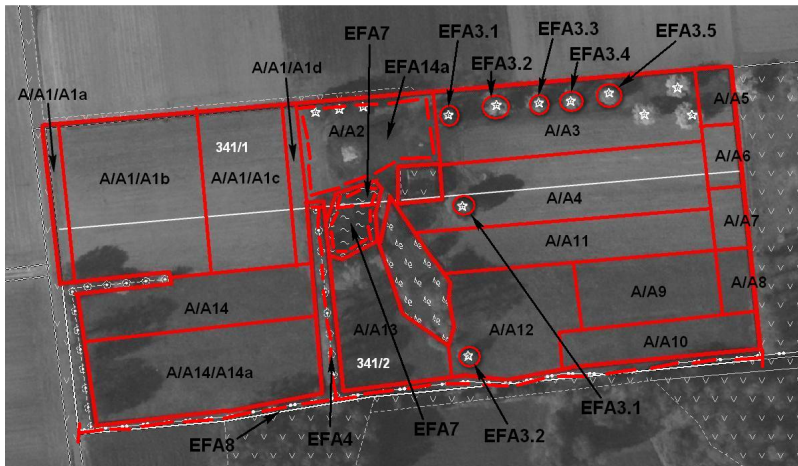 EFA7
EFA3.1
EFA3.2
EFA3.3
EFA3.4
EFA3.5
A/A1/A1a
A/A1/A1d
EFA14a
A/A2
A/A5
341/1
A/A3
A/A6
A/A1/A1b
A/A1/A1c
A/A4
A/A7
A/A11
A/A8
A/A9
A/A14
A/A13
A/A12
A/A10
341/2
A/A14/A14a
EFA8
EFA4
EFA7
EFA3.2
EFA3.1